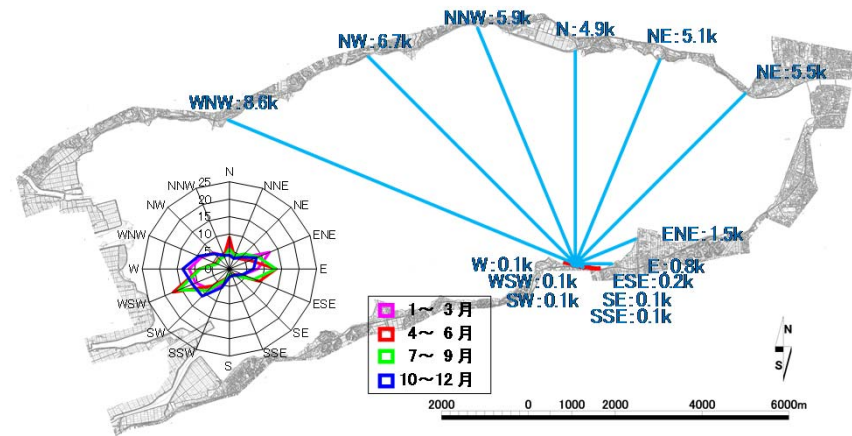 NNW:5.9k
N:4.9k
NW:6.7k
NE:5.1k
NE:5.5k
WNW:8.6k
ENE:1.5k
W:0.1k
E:0.8k
WSW:0.1k
ESE:0.2k
SW:0.1k
SE:0.1k
SSE:0.1k
N
NNW
NNE
NW
NE
WNW
ENE
W
E
WSW
ESE
SW
SE
SSW
SSE
S
25
20
15
10
5
0
1～ 3月
4～ 6月
7～ 9月
10～12月
N
S
2000 0 1000 2000 4000 6000m